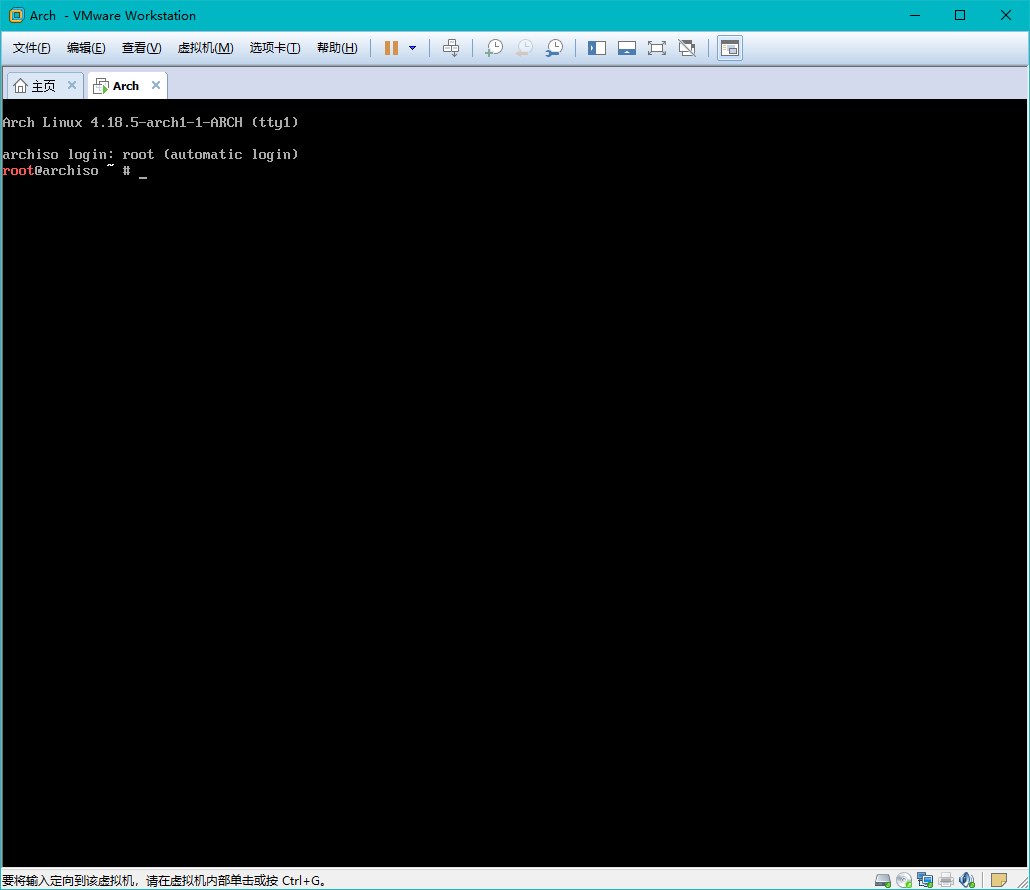 Arch - VMware Workstation
文件(F) 编辑(E) 查看(V) 虚拟机(M) 选项卡(T) 帮助(H)
主页 Arch
Arch Linux 4.18.5-arch1-1-ARCH (tty1)
archiso login: root (automatic login)
root@archiso ~ # _
要将输入定向到该虚拟机，请在虚拟机内部单击或按 Ctrl+G。